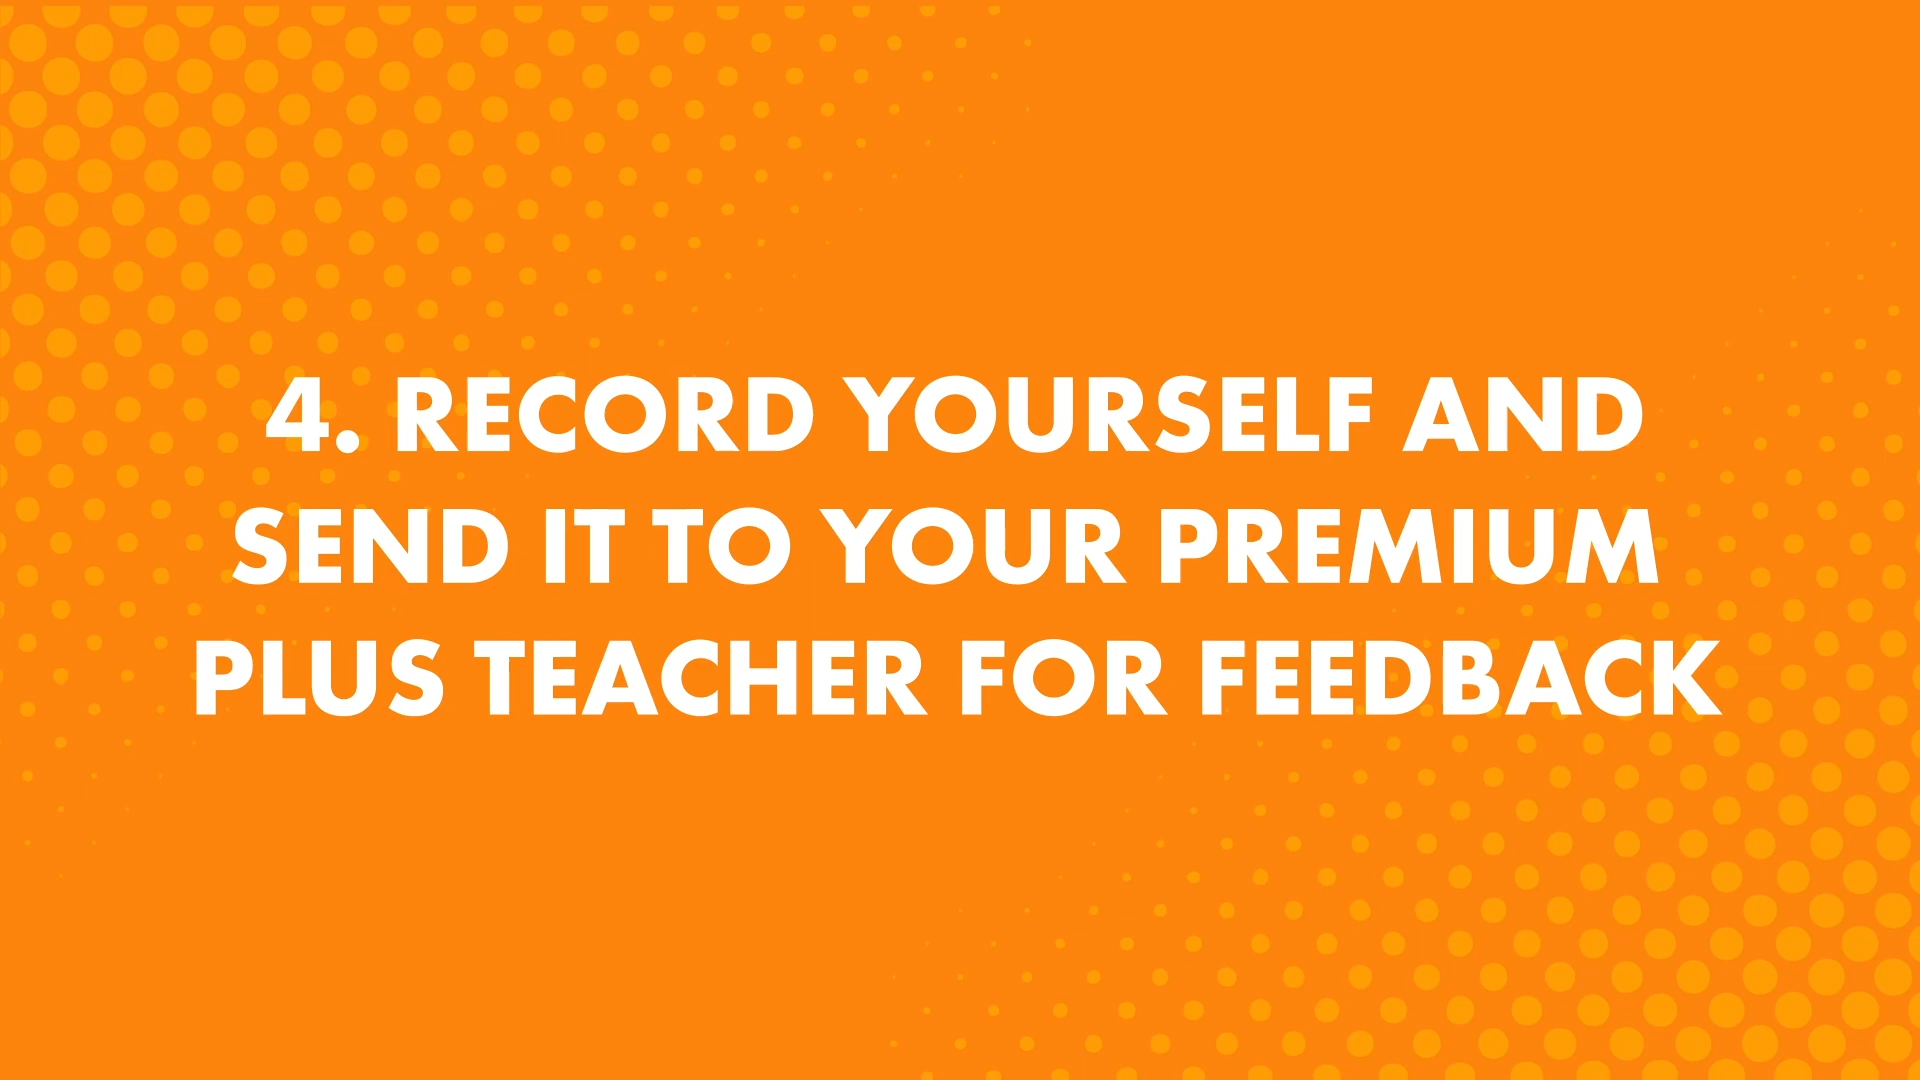 4. RECORD YOURSELF AND
SEND IT TO YOUR PREMIUM
PLUS TEACHER FOR FEEDBACK